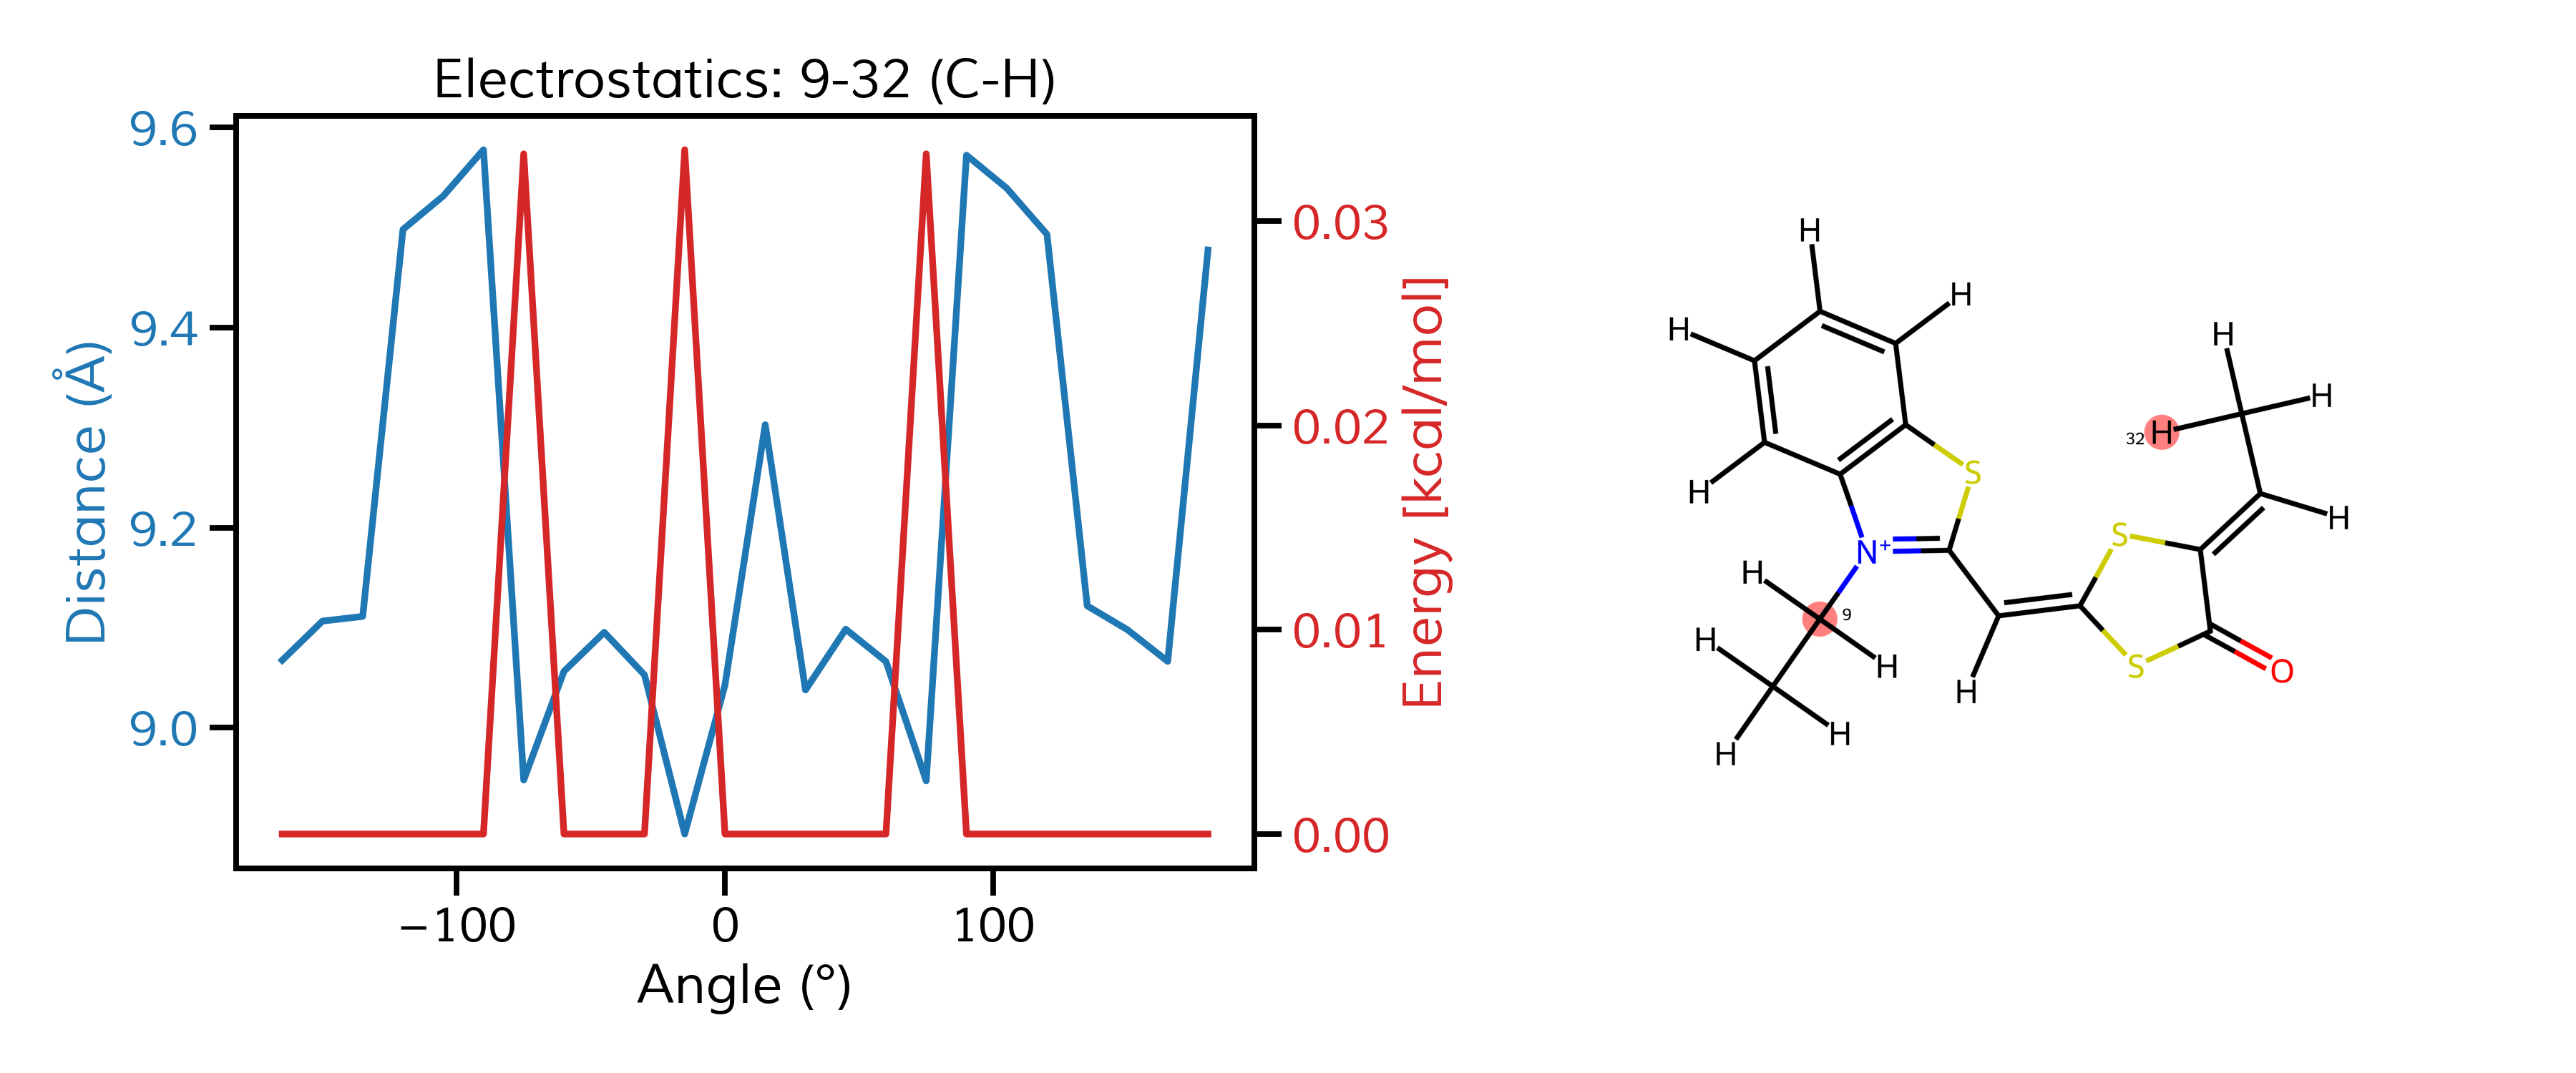 Electrostatics: 9-32 (C-H)
9.6
9.4
9.2
9.0
Distance (Å)
0.03
0.02
0.01
0.00
Energy [kcal/mol]
−100
0
100
Angle (°)
H
H
H
H
H
H
32 H
S
H
S
N+
H
9
H
H
S
O
H
H
H